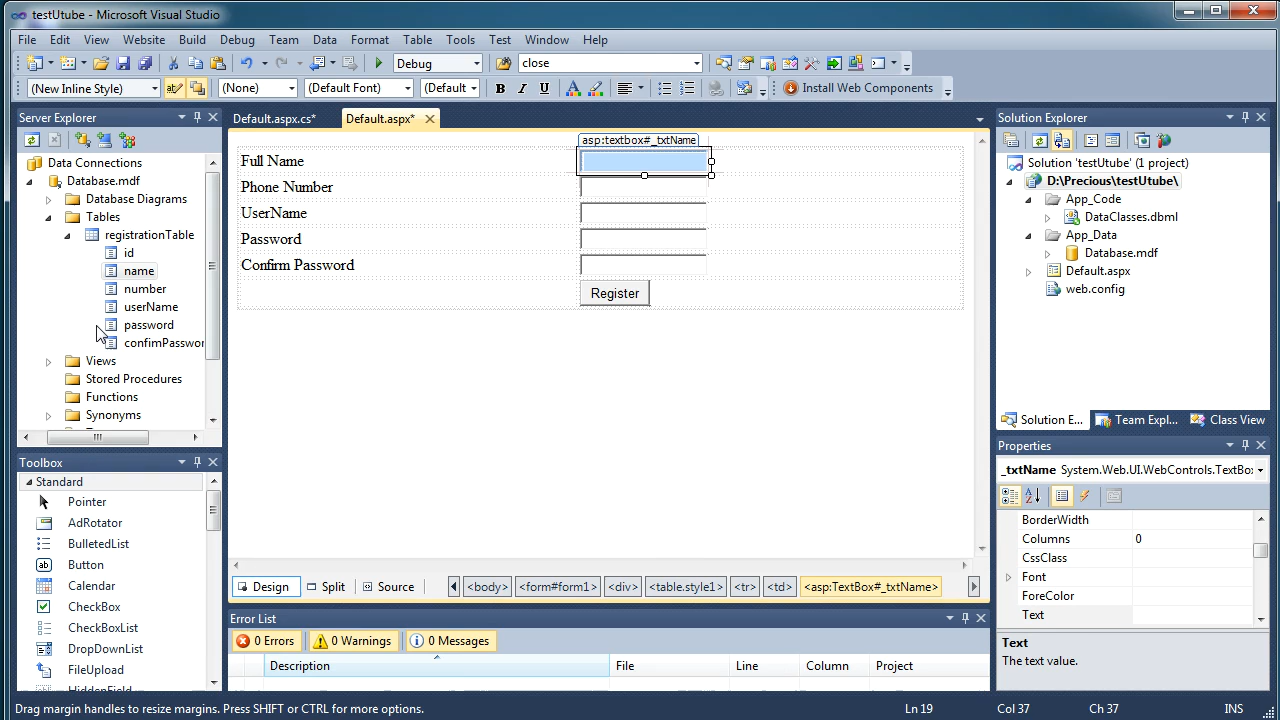 testUtube - Microsoft Visual Studio
File Edit View Website Build Debug Team Data Format Table Tools Test Window Help
Debug close
(New Inline Style) (None) (Default Font) (Default B I U A Install Web Components
Server Explorer
Data Connections
Database.mdf
Database Diagrams
Tables
registrationTable
id
name
number
userName
password
confimPasswor
Views
Stored Procedures
Functions
Synonyms
Toolbox
Standard
Pointer
AdRotator
BulletedList
Button
Calendar
CheckBox
CheckBoxList
DropDownList
FileUpload
HiddenField
Default.aspx.cs* Default.aspx*
asp:textbox#_txtName
Full Name
Phone Number
UserName
Password
Confirm Password
Register
Design Split Source <body> <form#form1> <div> <table.style1> <tr> <td> <asp:TextBox#_txtName>
Error List
0 Errors 0 Warnings 0 Messages
Description File Line Column Project
Solution Explorer
Solution 'testUtube' (1 project)
D:\Precious\testUtube\
App_Code
DataClasses.dbml
App_Data
Database.mdf
Default.aspx
web.config
Solution E... Team Expl... Class View
Properties
_txtName System.Web.UI.WebControls.TextBo
BorderWidth
Columns 0
CssClass
Font
ForeColor
Text
Text
The text value.
Drag margin handles to resize margins. Press SHIFT or CTRL for more options. Ln 19 Col 37 Ch 37 INS